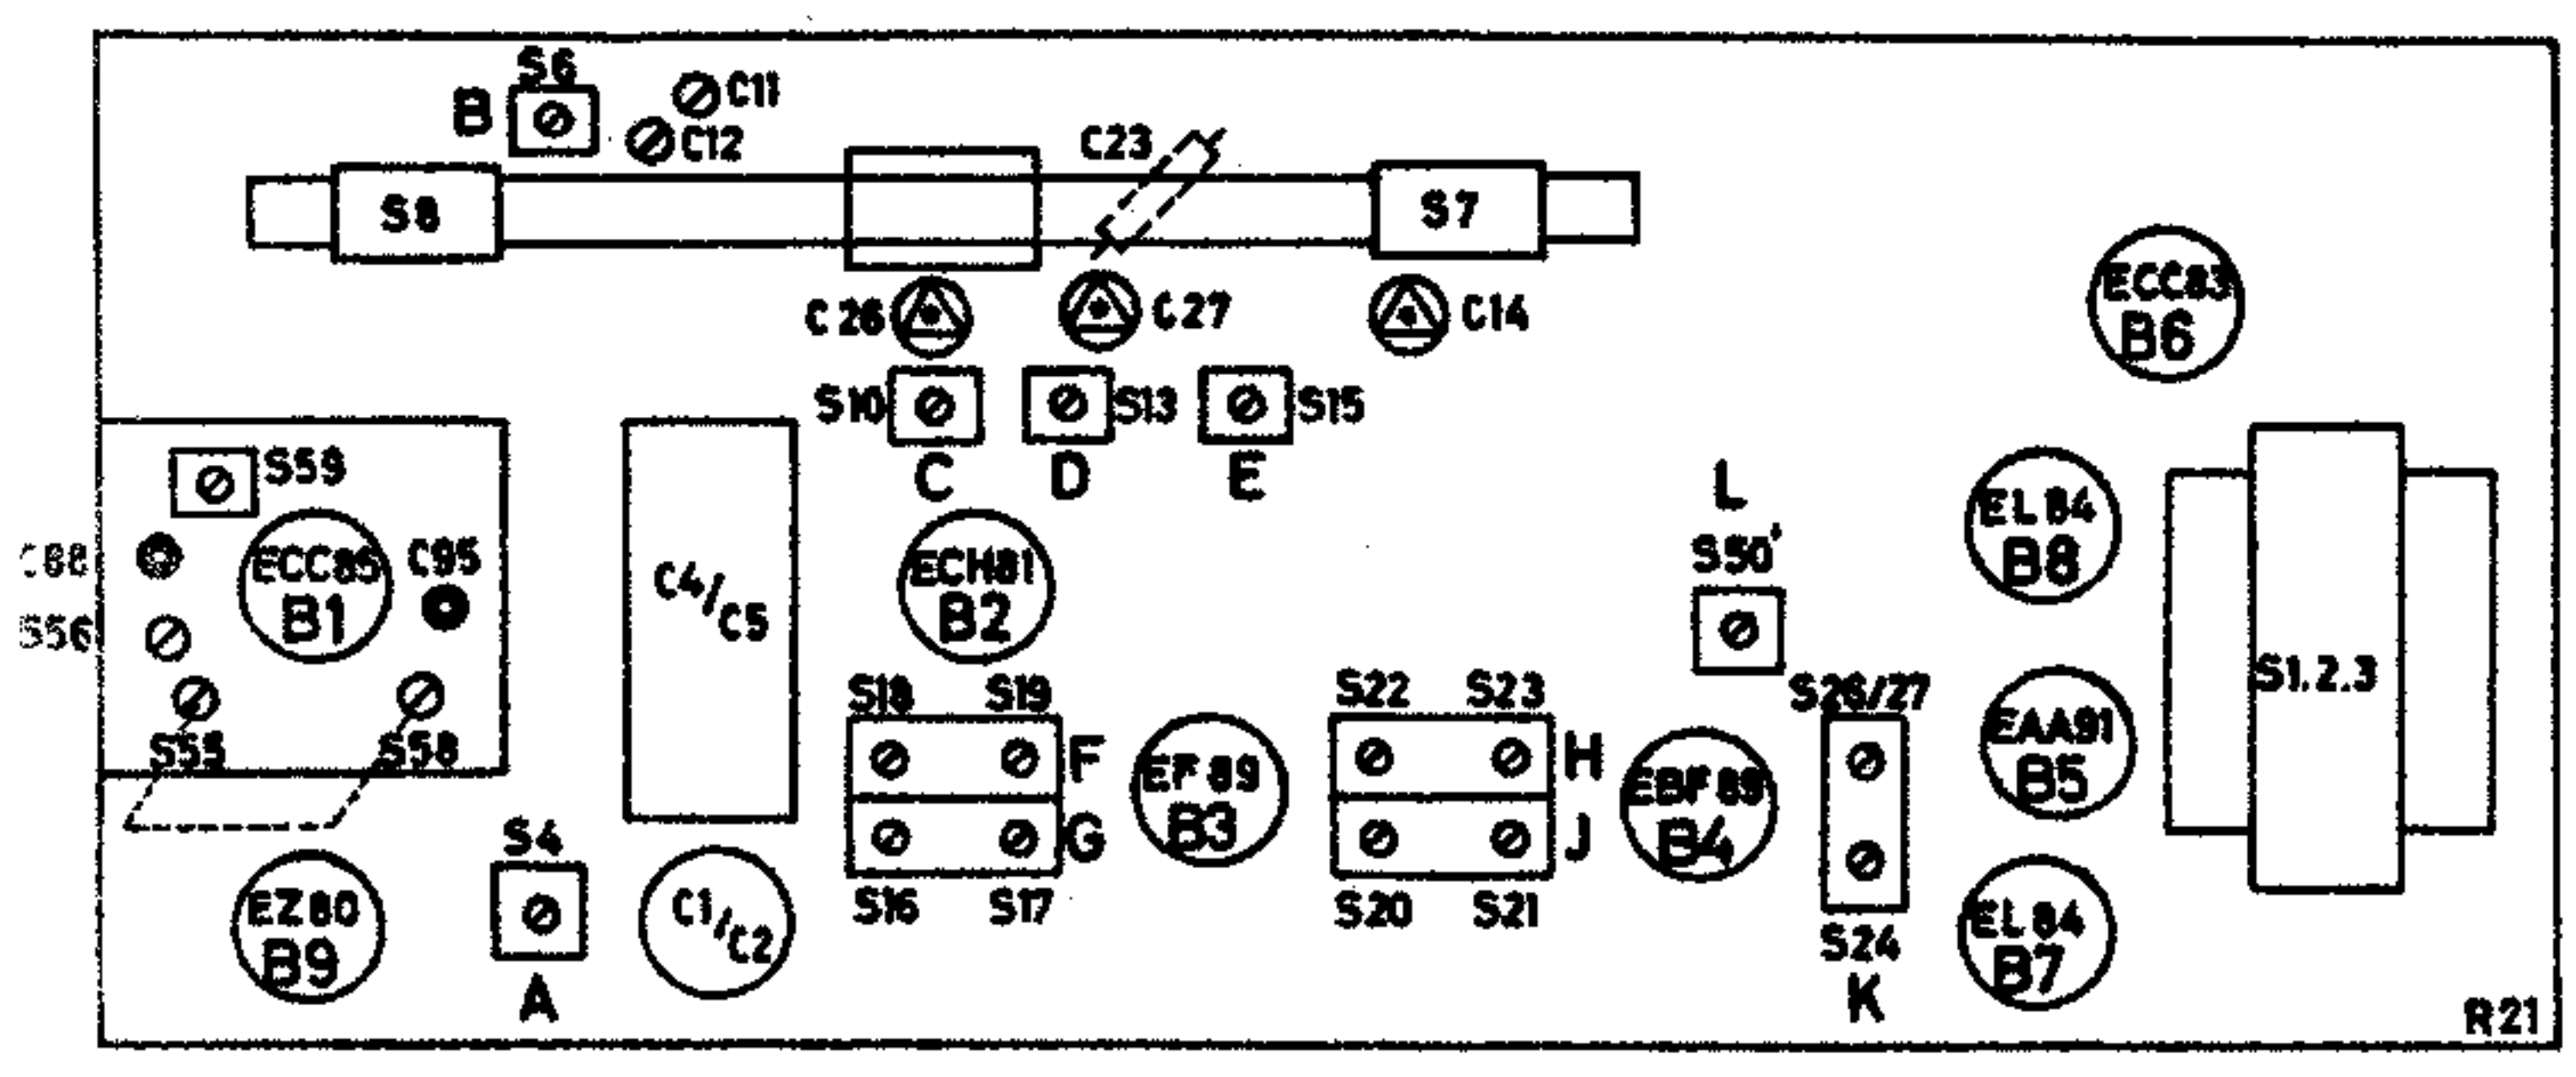 S6
B
C11
C12
C23
S8
S7
C26
C27
C14
ECC83
B6
S10
S13
S15
C
D
E
S59
L
S50'
EL84
B8
C88
ECC85
B1
C95
S56
C4/C5
ECH81
B2
S1.2.3
S55
S58
S18
S19
F
S22
S23
H
S26/27
EAA91
B5
EF89
B3
EBF89
B4
G
J
S16
S17
S20
S21
S4
A
EZ80
B9
C1/C2
S24
K
EL84
B7
R21